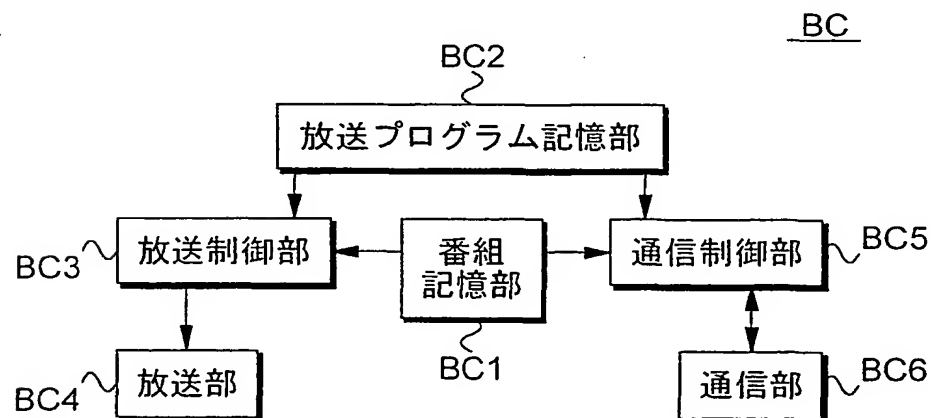 BC
BC2
放送プログラム記憶部
BC3
放送制御部
番組
記憶部
通信制御部
BC5
BC4
放送部
BC1
通信部
BC6